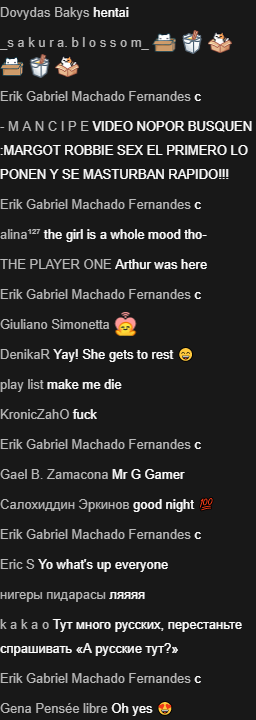 Dovydas Bakys hentai
_s a k u r a. b l o s s o m_
Erik Gabriel Machado Fernandes c
- M A N C I P E VIDEO NOPOR BUSQUEN
:MARGOT ROBBIE SEX EL PRIMERO LO
PONEN Y SE MASTURBAN RAPIDO!!!
Erik Gabriel Machado Fernandes c
alina¹²⁷ the girl is a whole mood tho-
THE PLAYER ONE Arthur was here
Erik Gabriel Machado Fernandes c
Giuliano Simonetta
DenikaR Yay! She gets to rest 😄
play list make me die
KronicZahO fuck
Erik Gabriel Machado Fernandes c
Gael B. Zamacona Mr G Gamer
Салохиддин Эркинов good night 💯
Erik Gabriel Machado Fernandes c
Eric S Yo what's up everyone
нигеры пидарасы ляяяя
k a k a o Тут много русских, перестаньте
спрашивать «А русские тут?»
Erik Gabriel Machado Fernandes c
Gena Pensée libre Oh yes 😍